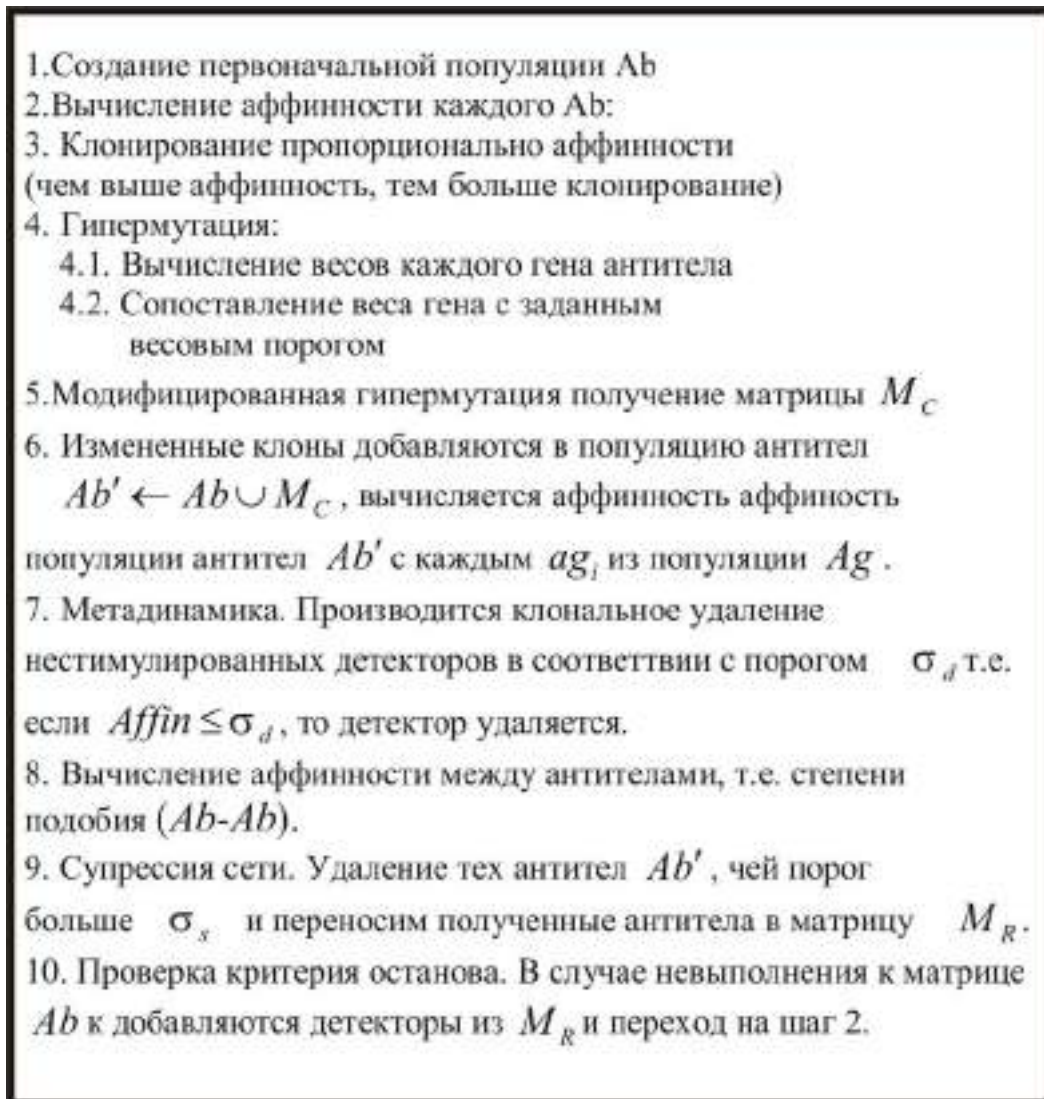 1.Создание первоначальной популяции Ab
2.Вычисление аффинности каждого Ab:
3. Клонирование пропорционально аффинности
(чем выше аффинность, тем больше клонирование)
4. Гипермутация:
4.1. Вычисление весов каждого гена антитела
4.2. Сопоставление веса гена с заданным
весовым порогом
5.Модифицированная гипермутация получение матрицы M_C
6. Измененные клоны добавляются в популяцию антител
Ab' ← Ab ∪ M_C, вычисляется аффинность аффиность
популяции антител Ab' с каждым ag_i из популяции Ag .
7. Метадинамика. Производится клональное удаление
нестимулированных детекторов в соответтвии с порогом σ_d т.е.
если Affin ≤ σ_d, то детектор удаляется.
8. Вычисление аффинности между антителами, т.е. степени
подобия (Ab-Ab).
9. Супрессия сети. Удаление тех антител Ab' , чей порог
больше σ_s и переносим полученные антитела в матрицу M_R.
10. Проверка критерия останова. В случае невыполнения к матрице
Ab к добавляются детекторы из M_R и переход на шаг 2.